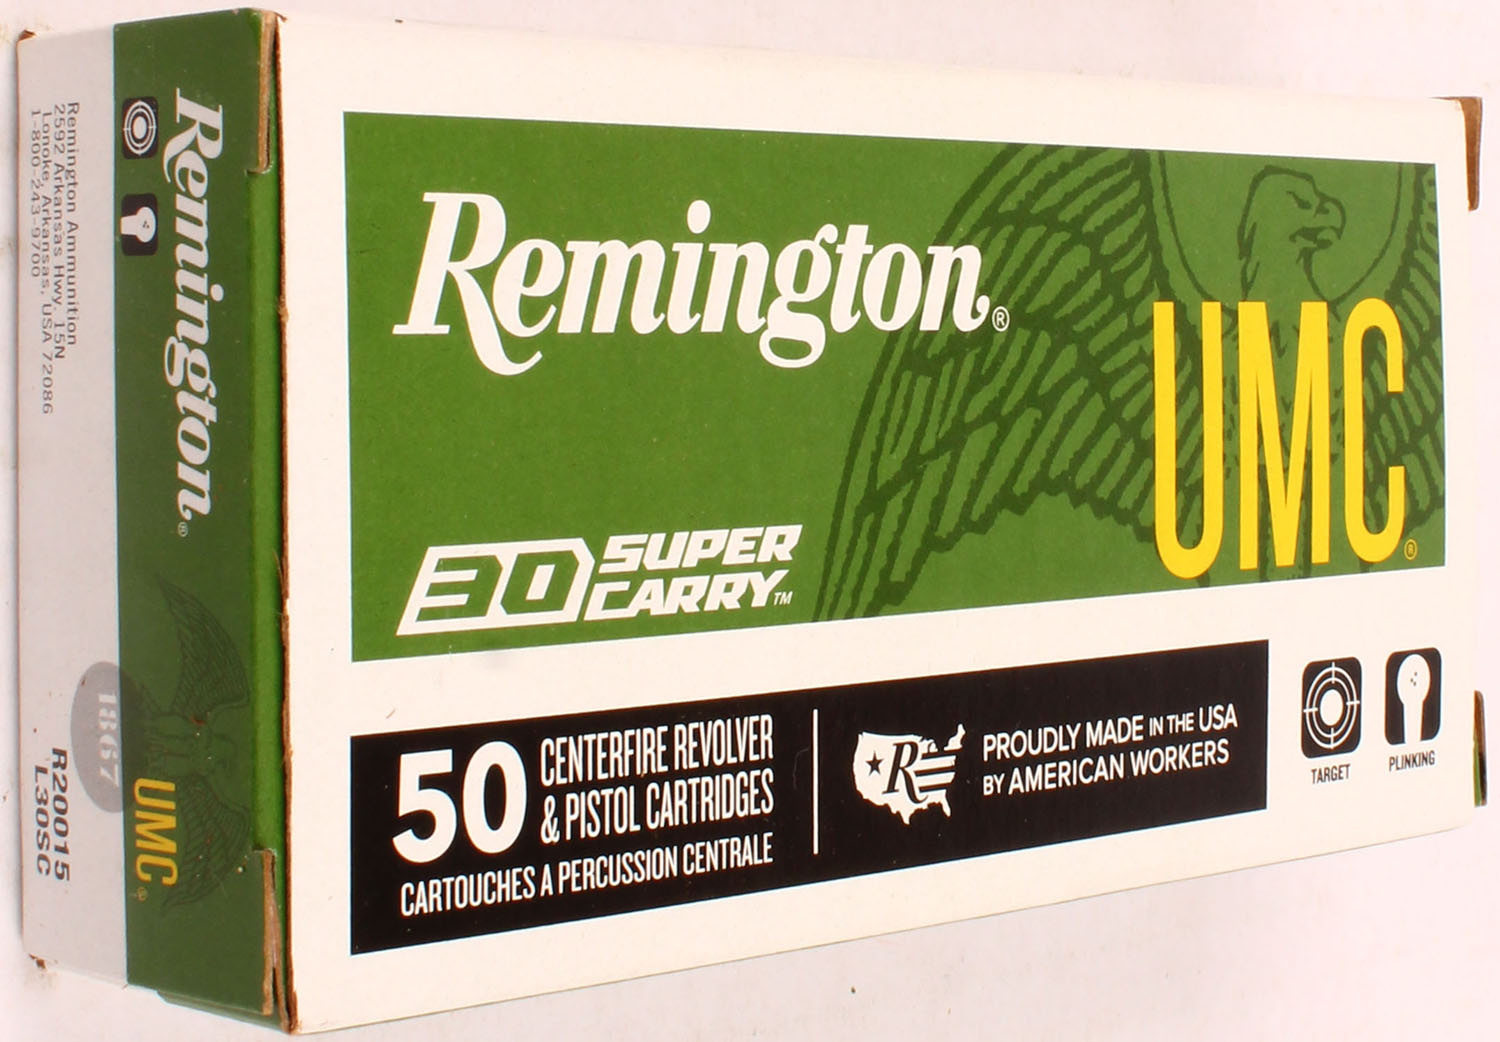 Remington®
UMC®
30 SUPER
CARRY™
50 CENTERFIRE REVOLVER
& PISTOL CARTRIDGES
CARTOUCHES A PERCUSSION CENTRALE
R
PROUDLY MADE IN THE USA
BY AMERICAN WORKERS
TARGET
PLINKING
Remington®
UMC®
1867
Remington Ammunition
2592 Arkansas Hwy. 15N
Lonoke, Arkansas, USA 72086
1-800-243-9700
R20015
L30SC